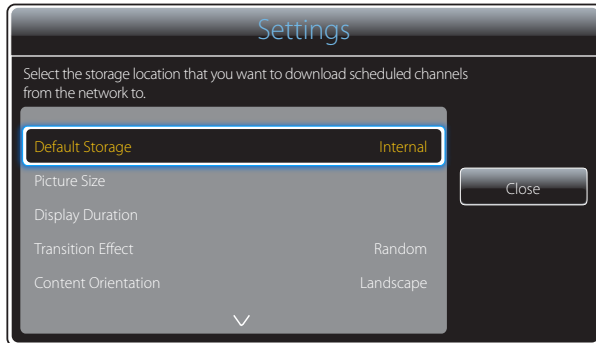 Settings
Select the storage location that you want to download scheduled channels
from the network to.
Default Storage Internal
Picture Size
Close
Display Duration
Transition Effect Random
Content Orientation Landscape